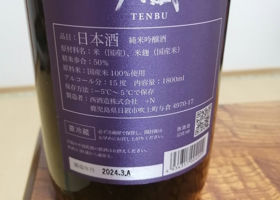 TENBU
品目:日本酒 純米吟醸酒
原材料名:米(国産)、米麹(国産米)
精米歩合:50%
原料米:国産米100%使用
アルコール分:15度 内容量:1800ml
保存方法:-5℃~5℃で保存
製造者:西酒造株式会社 +N
鹿児島県日置市吹上町与倉4970-17
要冷蔵
製造年月 2024.3.A